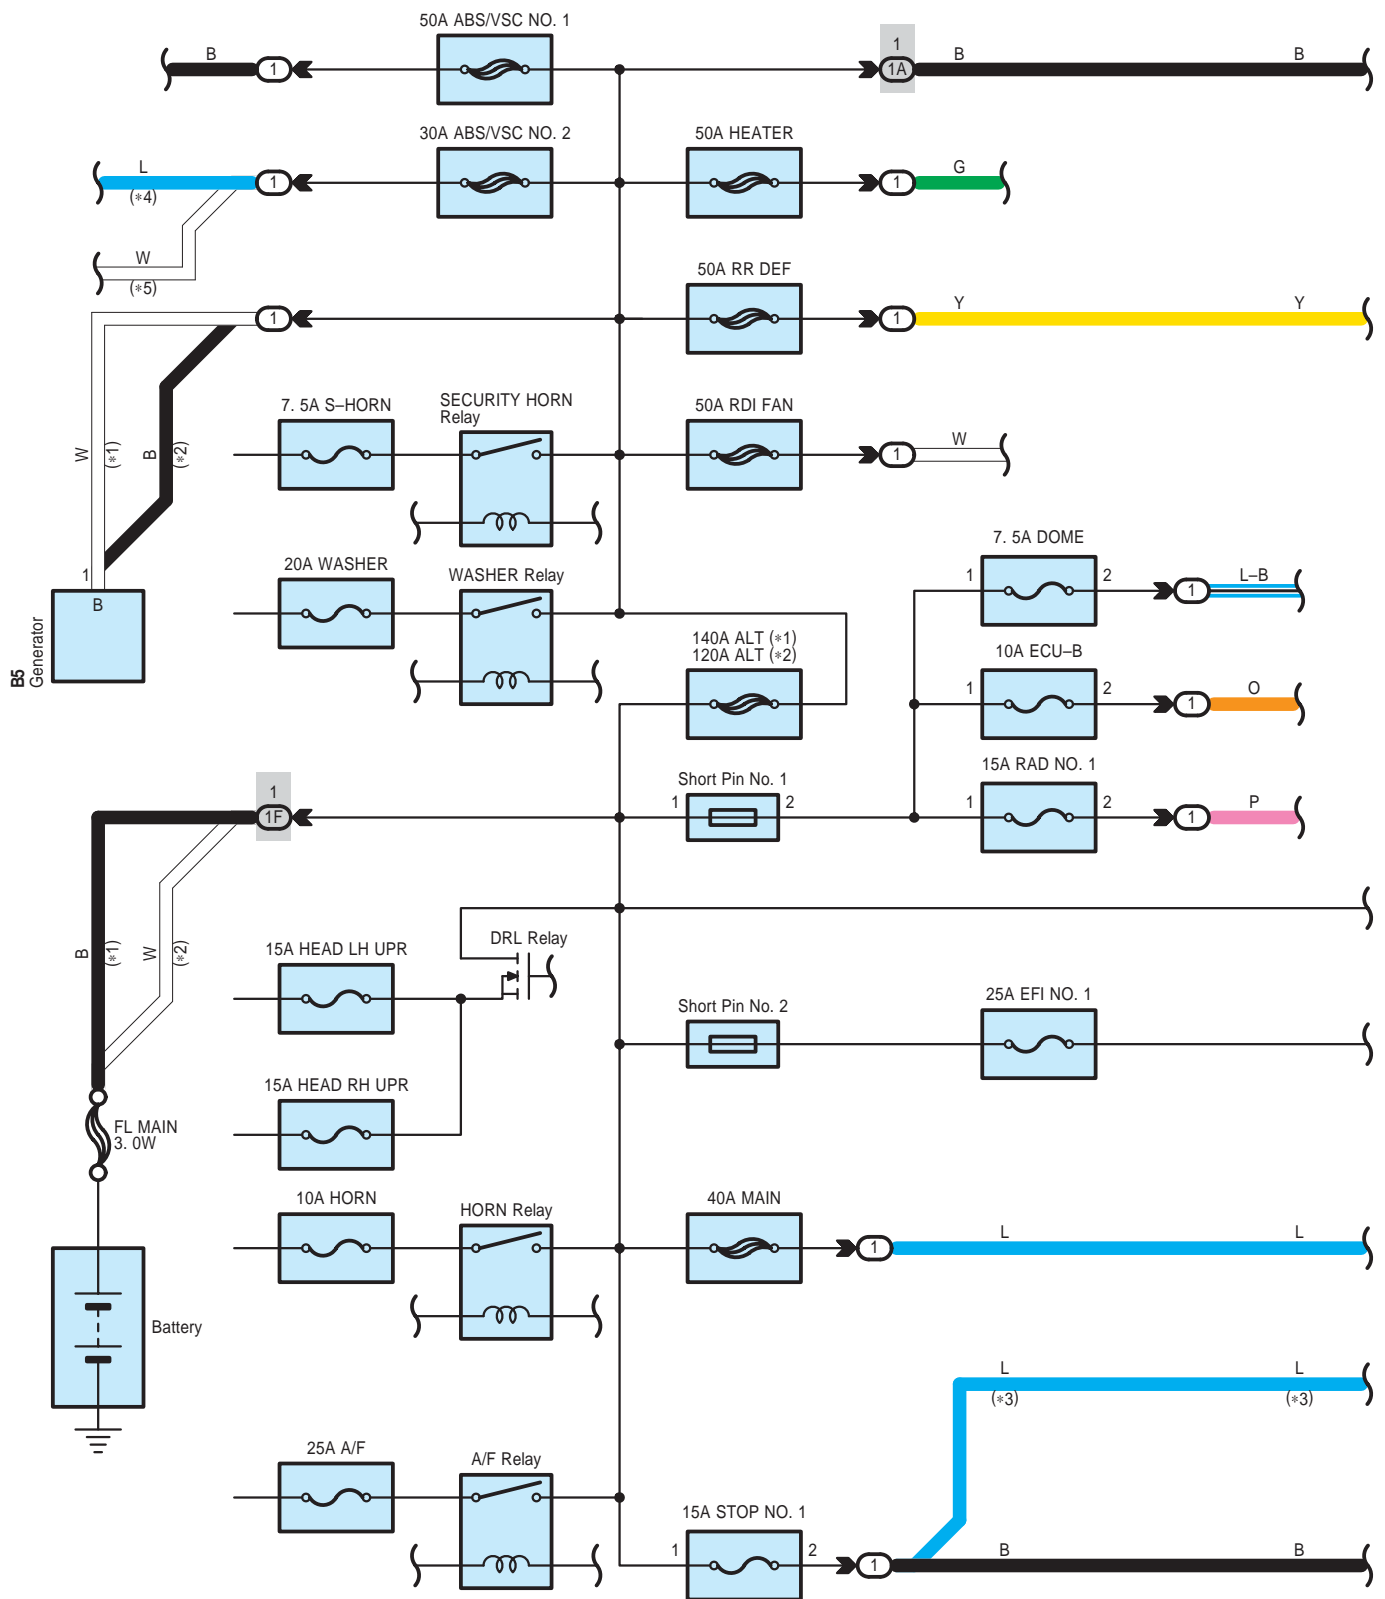 50A ABS/VSC NO. 1
B
1
1
1A
B
B
30A ABS/VSC NO. 2
50A HEATER
L
(*4)
1
1
G
W
(*5)
50A RR DEF
1
1
Y
Y
7. 5A S–HORN
SECURITY HORN
Relay
50A RDI FAN
W
(*1)
B
(*2)
1
W
20A WASHER
WASHER Relay
7. 5A DOME
1
2
1
L–B
1
B
B5
Generator
140A ALT (*1)
120A ALT (*2)
10A ECU–B
1
2
1
O
Short Pin No. 1
15A RAD NO. 1
1
1F
1
2
1
2
1
P
B
(*1)
W
(*2)
15A HEAD LH UPR
DRL Relay
Short Pin No. 2
25A EFI NO. 1
15A HEAD RH UPR
FL MAIN
3. 0W
10A HORN
HORN Relay
40A MAIN
1
L
L
Battery
L
(*3)
L
(*3)
25A A/F
A/F Relay
15A STOP NO. 1
1
2
1
B
B